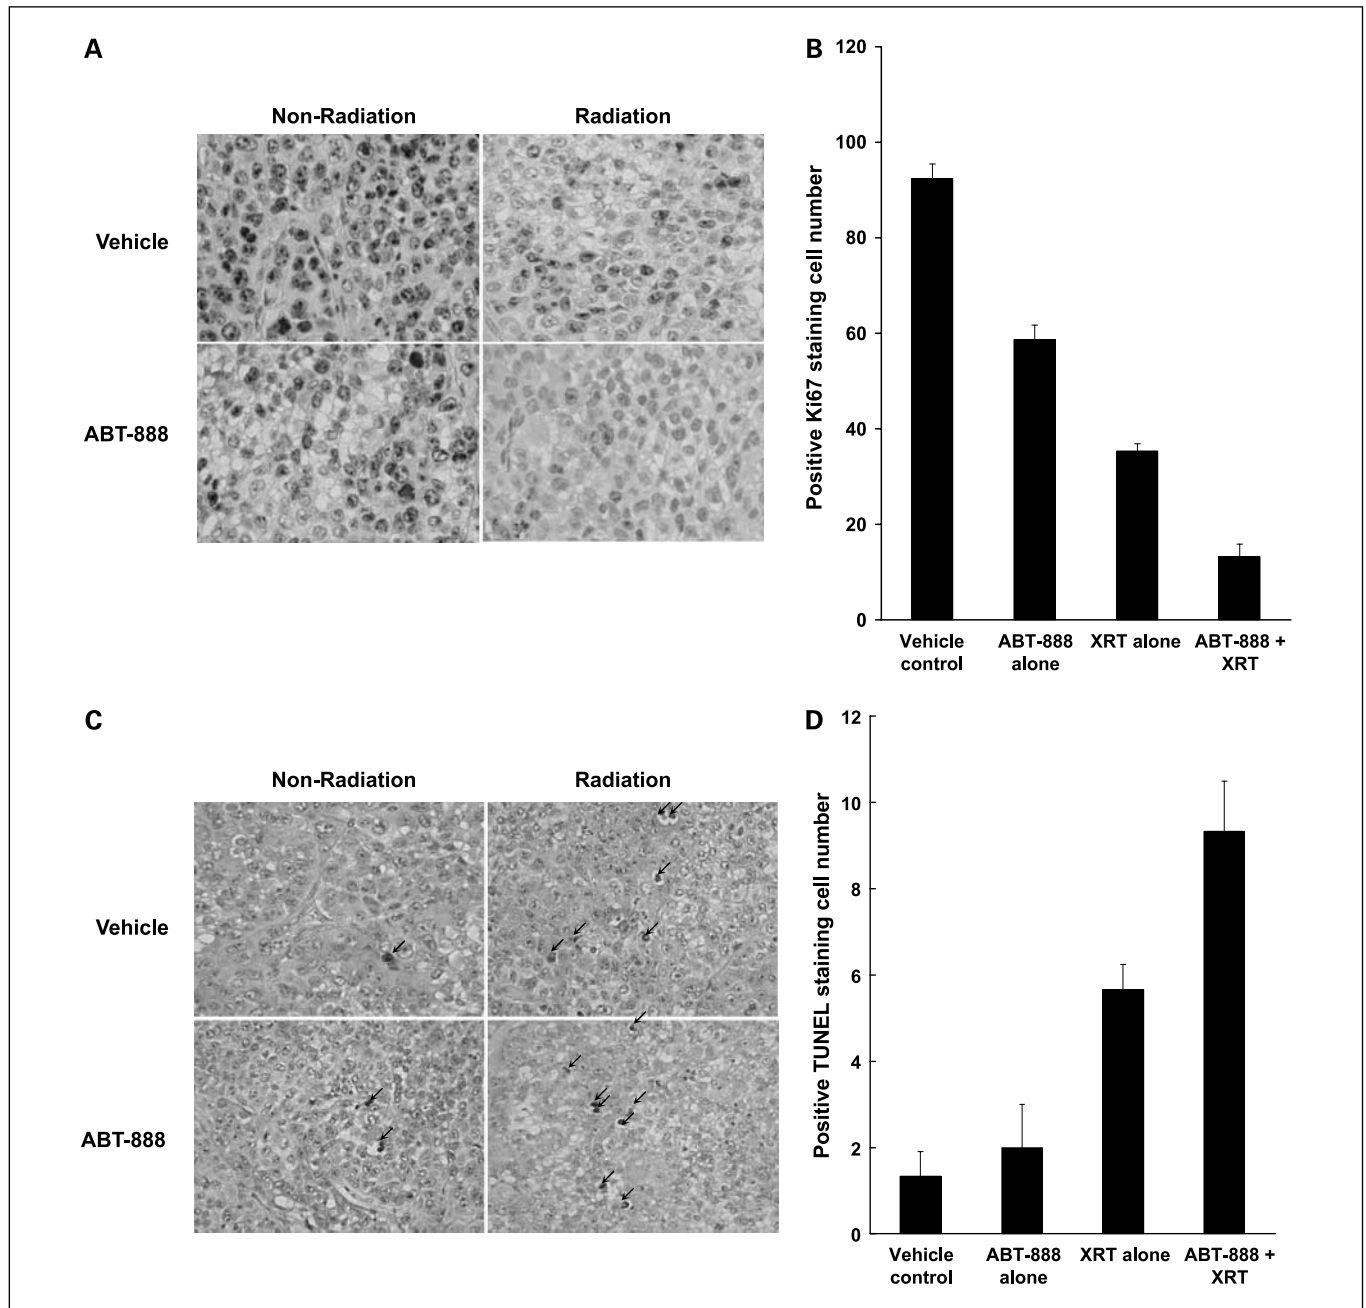 A
Non-Radiation
Radiation
Vehicle
ABT-888
B
120
100
80
60
40
20
0
Positive Ki67 staining cell number
Vehicle control
ABT-888 alone
XRT alone
ABT-888 + XRT
C
Non-Radiation
Radiation
Vehicle
ABT-888
D
12
10
8
6
4
2
0
Positive TUNEL staining cell number
Vehicle control
ABT-888 alone
XRT alone
ABT-888 + XRT